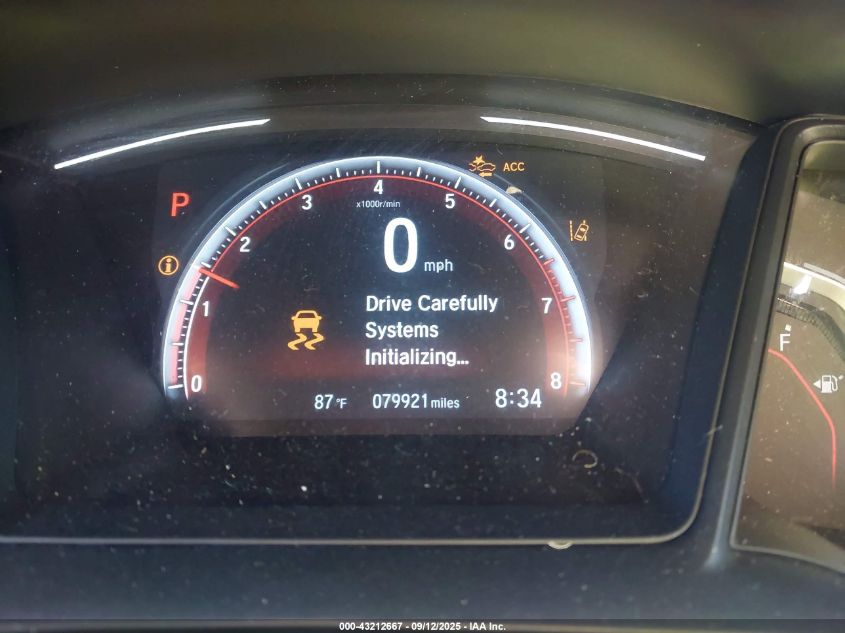 ACC
P
0 1 2 3 4 5 6 7 8
x1000r/min
0 mph
i
Drive Carefully
Systems
Initializing...
87°F 079921 miles 8:34
F
000-43212667 - 09/12/2025 - IAA Inc.